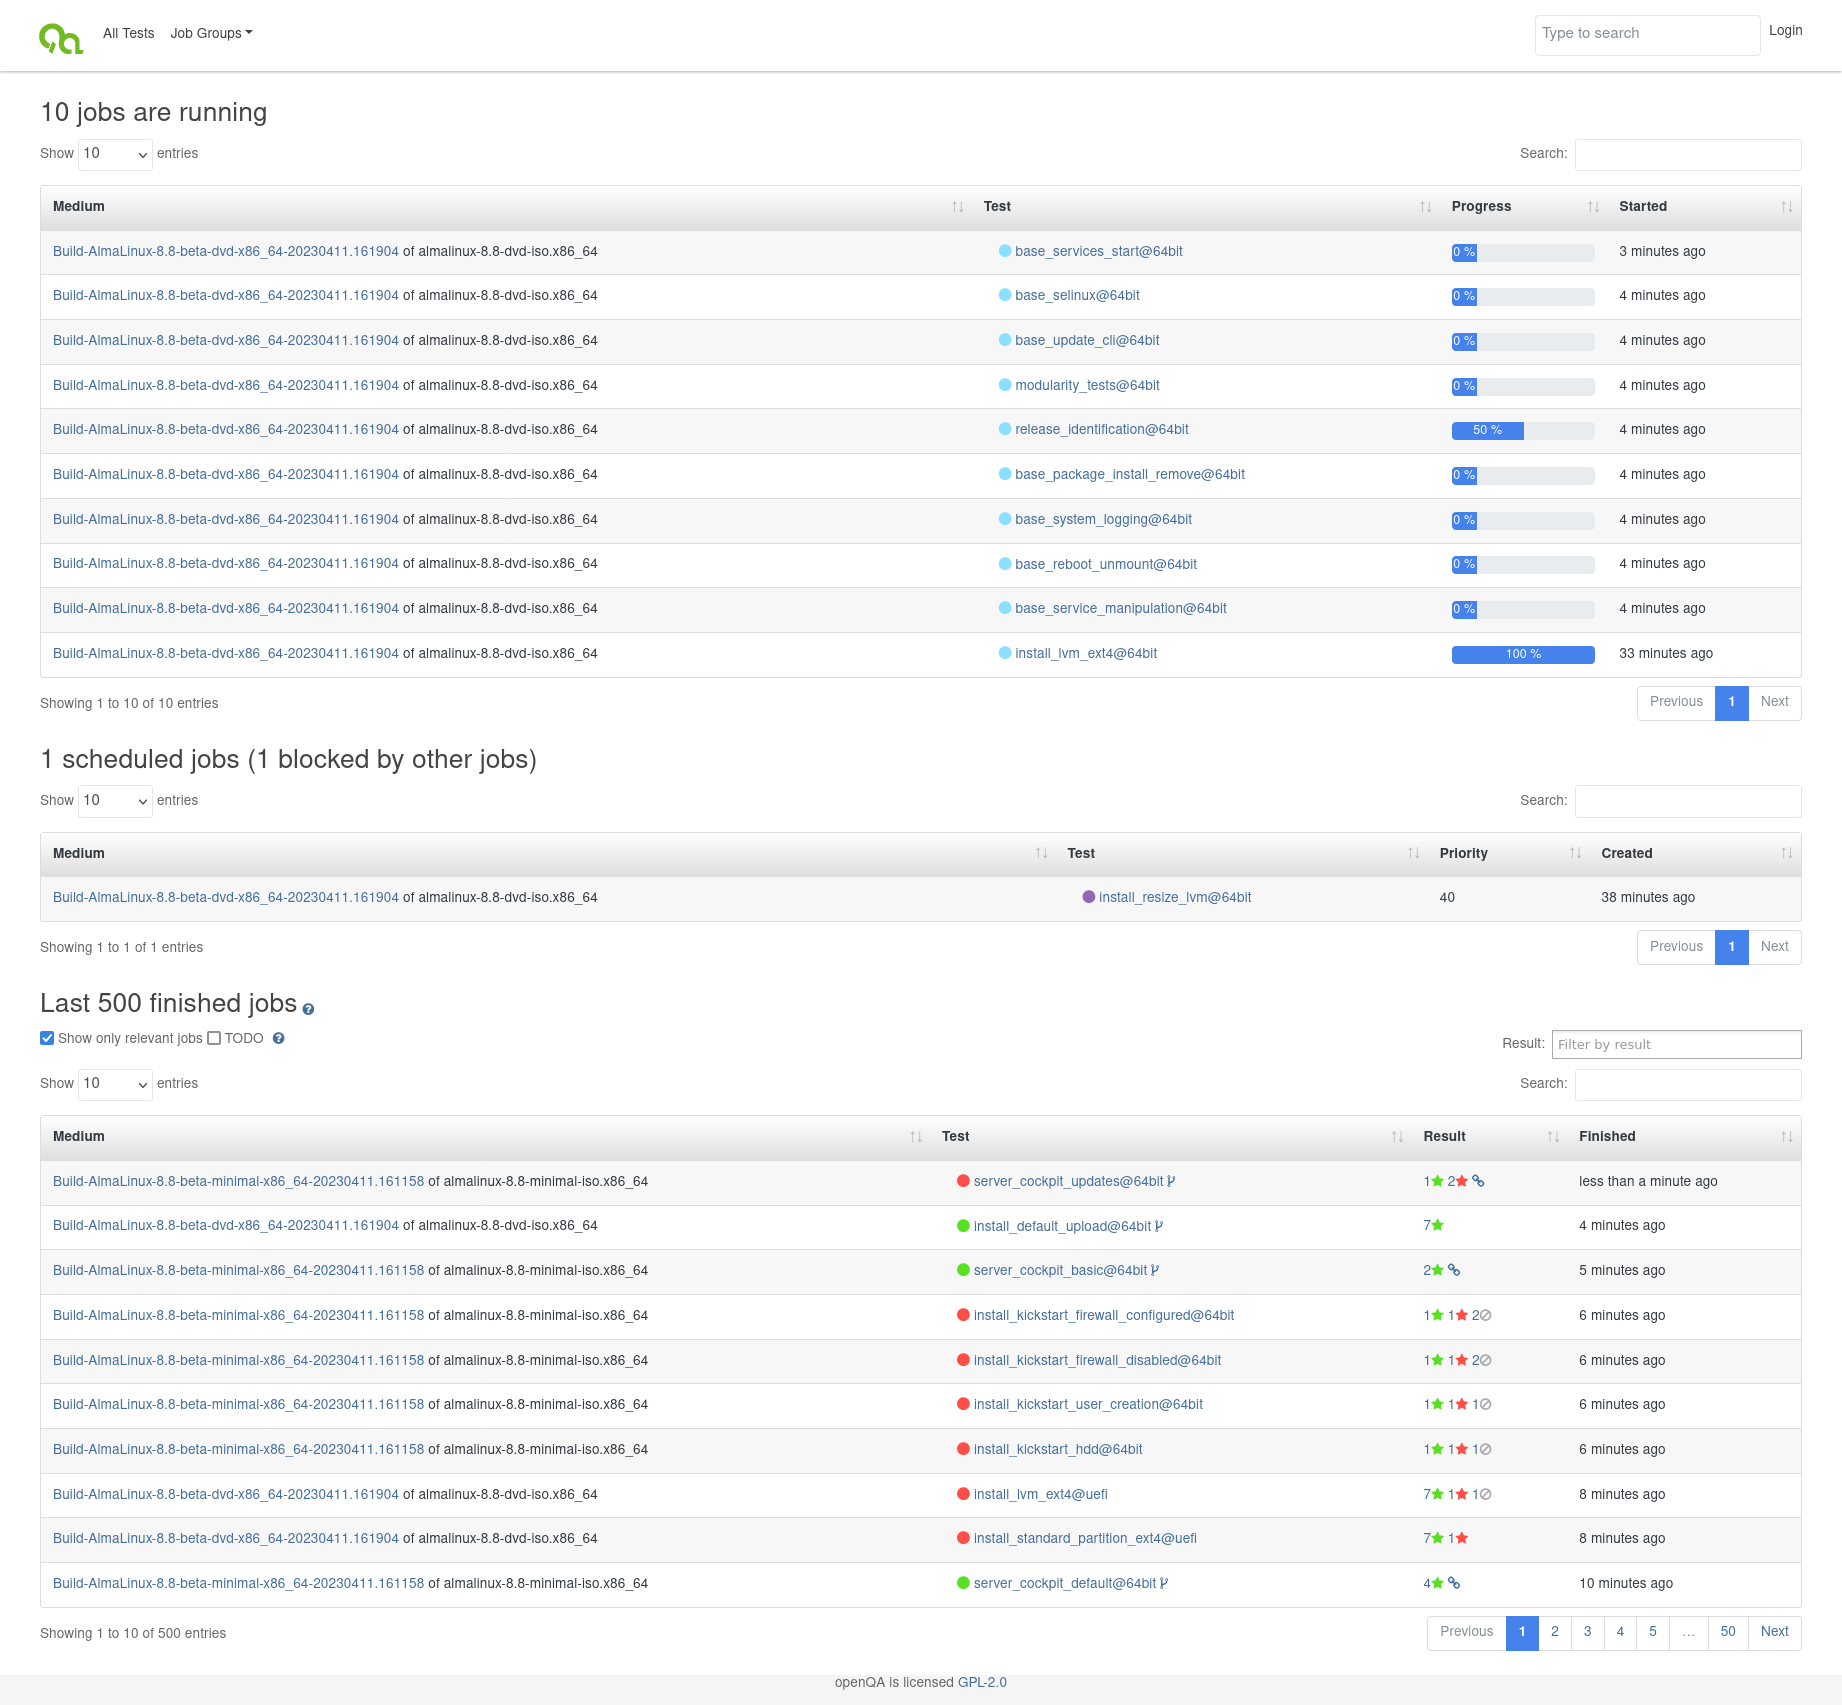 All Tests Job Groups Type to search Login
10 jobs are running
Show 10 entries Search:
Medium Test Progress Started
Build-AlmaLinux-8.8-beta-dvd-x86_64-20230411.161904 of almalinux-8.8-dvd-iso.x86_64 base_services_start@64bit 0 % 3 minutes ago
Build-AlmaLinux-8.8-beta-dvd-x86_64-20230411.161904 of almalinux-8.8-dvd-iso.x86_64 base_selinux@64bit 0 % 4 minutes ago
Build-AlmaLinux-8.8-beta-dvd-x86_64-20230411.161904 of almalinux-8.8-dvd-iso.x86_64 base_update_cli@64bit 0 % 4 minutes ago
Build-AlmaLinux-8.8-beta-dvd-x86_64-20230411.161904 of almalinux-8.8-dvd-iso.x86_64 modularity_tests@64bit 0 % 4 minutes ago
Build-AlmaLinux-8.8-beta-dvd-x86_64-20230411.161904 of almalinux-8.8-dvd-iso.x86_64 release_identification@64bit 50 % 4 minutes ago
Build-AlmaLinux-8.8-beta-dvd-x86_64-20230411.161904 of almalinux-8.8-dvd-iso.x86_64 base_package_install_remove@64bit 0 % 4 minutes ago
Build-AlmaLinux-8.8-beta-dvd-x86_64-20230411.161904 of almalinux-8.8-dvd-iso.x86_64 base_system_logging@64bit 0 % 4 minutes ago
Build-AlmaLinux-8.8-beta-dvd-x86_64-20230411.161904 of almalinux-8.8-dvd-iso.x86_64 base_reboot_unmount@64bit 0 % 4 minutes ago
Build-AlmaLinux-8.8-beta-dvd-x86_64-20230411.161904 of almalinux-8.8-dvd-iso.x86_64 base_service_manipulation@64bit 0 % 4 minutes ago
Build-AlmaLinux-8.8-beta-dvd-x86_64-20230411.161904 of almalinux-8.8-dvd-iso.x86_64 install_lvm_ext4@64bit 100 % 33 minutes ago
Showing 1 to 10 of 10 entries Previous 1 Next
1 scheduled jobs (1 blocked by other jobs)
Show 10 entries Search:
Medium Test Priority Created
Build-AlmaLinux-8.8-beta-dvd-x86_64-20230411.161904 of almalinux-8.8-dvd-iso.x86_64 install_resize_lvm@64bit 40 38 minutes ago
Showing 1 to 1 of 1 entries Previous 1 Next
Last 500 finished jobs ?
Show only relevant jobs TODO ? Result: Filter by result
Show 10 entries Search:
Medium Test Result Finished
Build-AlmaLinux-8.8-beta-minimal-x86_64-20230411.161158 of almalinux-8.8-minimal-iso.x86_64 server_cockpit_updates@64bit 1 2 less than a minute ago
Build-AlmaLinux-8.8-beta-dvd-x86_64-20230411.161904 of almalinux-8.8-dvd-iso.x86_64 install_default_upload@64bit 7 4 minutes ago
Build-AlmaLinux-8.8-beta-minimal-x86_64-20230411.161158 of almalinux-8.8-minimal-iso.x86_64 server_cockpit_basic@64bit 2 5 minutes ago
Build-AlmaLinux-8.8-beta-minimal-x86_64-20230411.161158 of almalinux-8.8-minimal-iso.x86_64 install_kickstart_firewall_configured@64bit 1 1 2 6 minutes ago
Build-AlmaLinux-8.8-beta-minimal-x86_64-20230411.161158 of almalinux-8.8-minimal-iso.x86_64 install_kickstart_firewall_disabled@64bit 1 1 2 6 minutes ago
Build-AlmaLinux-8.8-beta-minimal-x86_64-20230411.161158 of almalinux-8.8-minimal-iso.x86_64 install_kickstart_user_creation@64bit 1 1 1 6 minutes ago
Build-AlmaLinux-8.8-beta-minimal-x86_64-20230411.161158 of almalinux-8.8-minimal-iso.x86_64 install_kickstart_hdd@64bit 1 1 1 6 minutes ago
Build-AlmaLinux-8.8-beta-dvd-x86_64-20230411.161904 of almalinux-8.8-dvd-iso.x86_64 install_lvm_ext4@uefi 7 1 1 8 minutes ago
Build-AlmaLinux-8.8-beta-dvd-x86_64-20230411.161904 of almalinux-8.8-dvd-iso.x86_64 install_standard_partition_ext4@uefi 7 1 8 minutes ago
Build-AlmaLinux-8.8-beta-minimal-x86_64-20230411.161158 of almalinux-8.8-minimal-iso.x86_64 server_cockpit_default@64bit 4 10 minutes ago
Showing 1 to 10 of 500 entries Previous 1 2 3 4 5 … 50 Next
openQA is licensed GPL-2.0